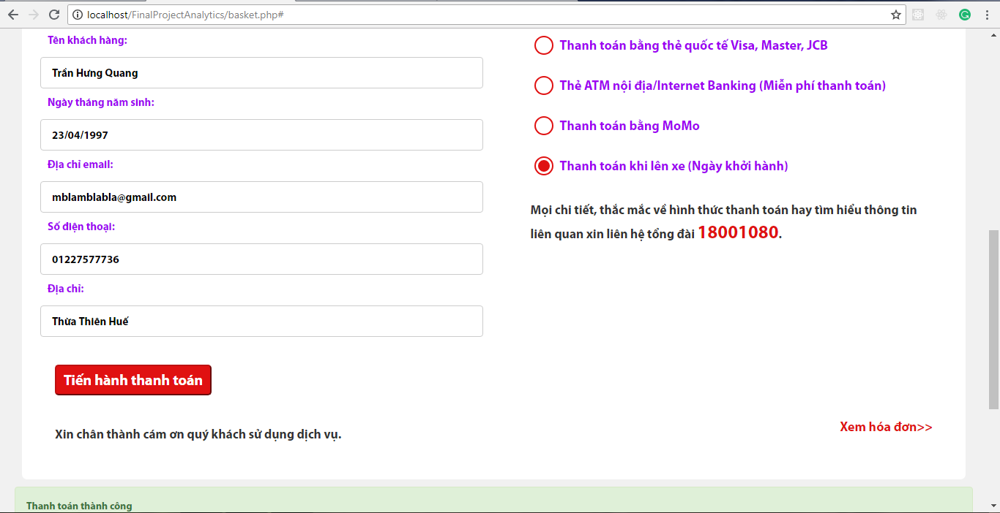 localhost/FinalProjectAnalytics/basket.php#
Tên khách hàng:
Trần Hưng Quang
Ngày tháng năm sinh:
23/04/1997
Địa chỉ email:
mblamblabla@gmail.com
Số điện thoại:
01227577736
Địa chỉ:
Thừa Thiên Huế
Tiến hành thanh toán
Xin chân thành cám ơn quý khách sử dụng dịch vụ.
Thanh toán bằng thẻ quốc tế Visa, Master, JCB
Thẻ ATM nội địa/Internet Banking (Miễn phí thanh toán)
Thanh toán bằng MoMo
Thanh toán khi lên xe (Ngày khởi hành)
Mọi chi tiết, thắc mắc về hình thức thanh toán hay tìm hiểu thông tin
liên quan xin liên hệ tổng đài 18001080.
Xem hóa đơn>>
Thanh toán thành công